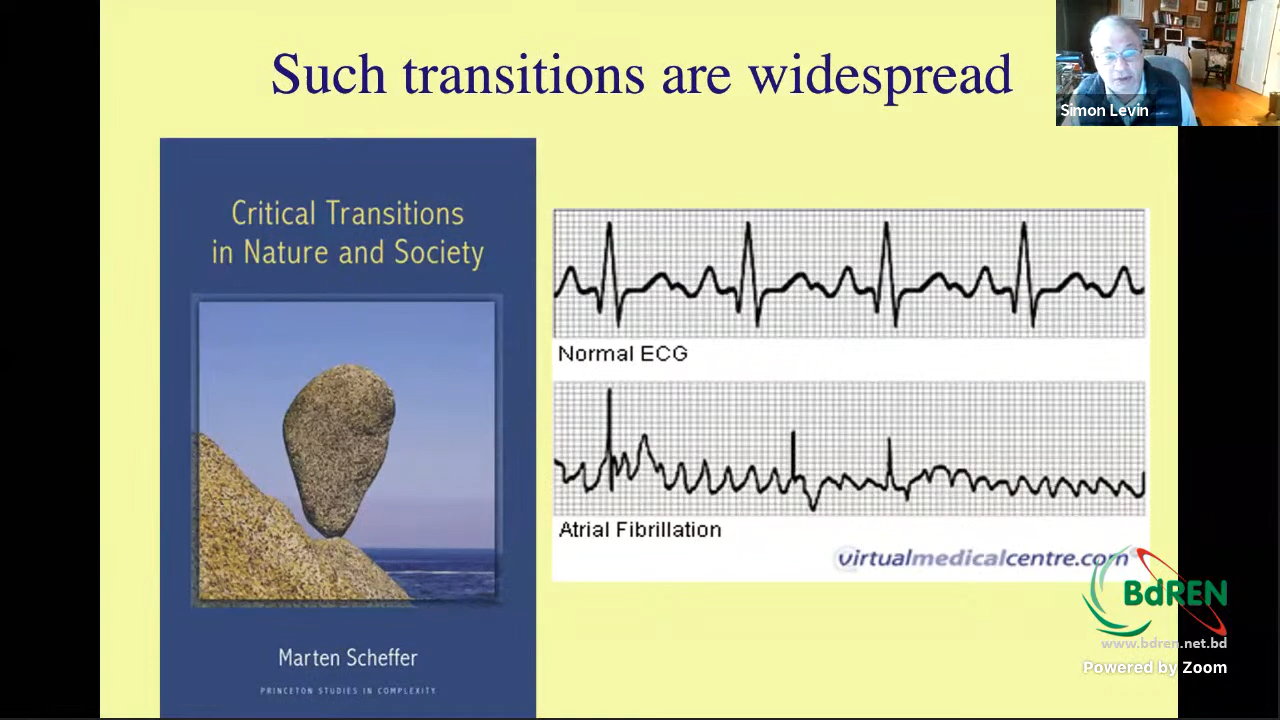 Such transitions are widespread
Simon Levin
Critical Transitions
in Nature and Society
Marten Scheffer
PRINCETON STUDIES IN COMPLEXITY
Normal ECG
Atrial Fibrillation
virtualmedicalcentre.com
BdREN
www.bdren.net.bd
Powered by Zoom